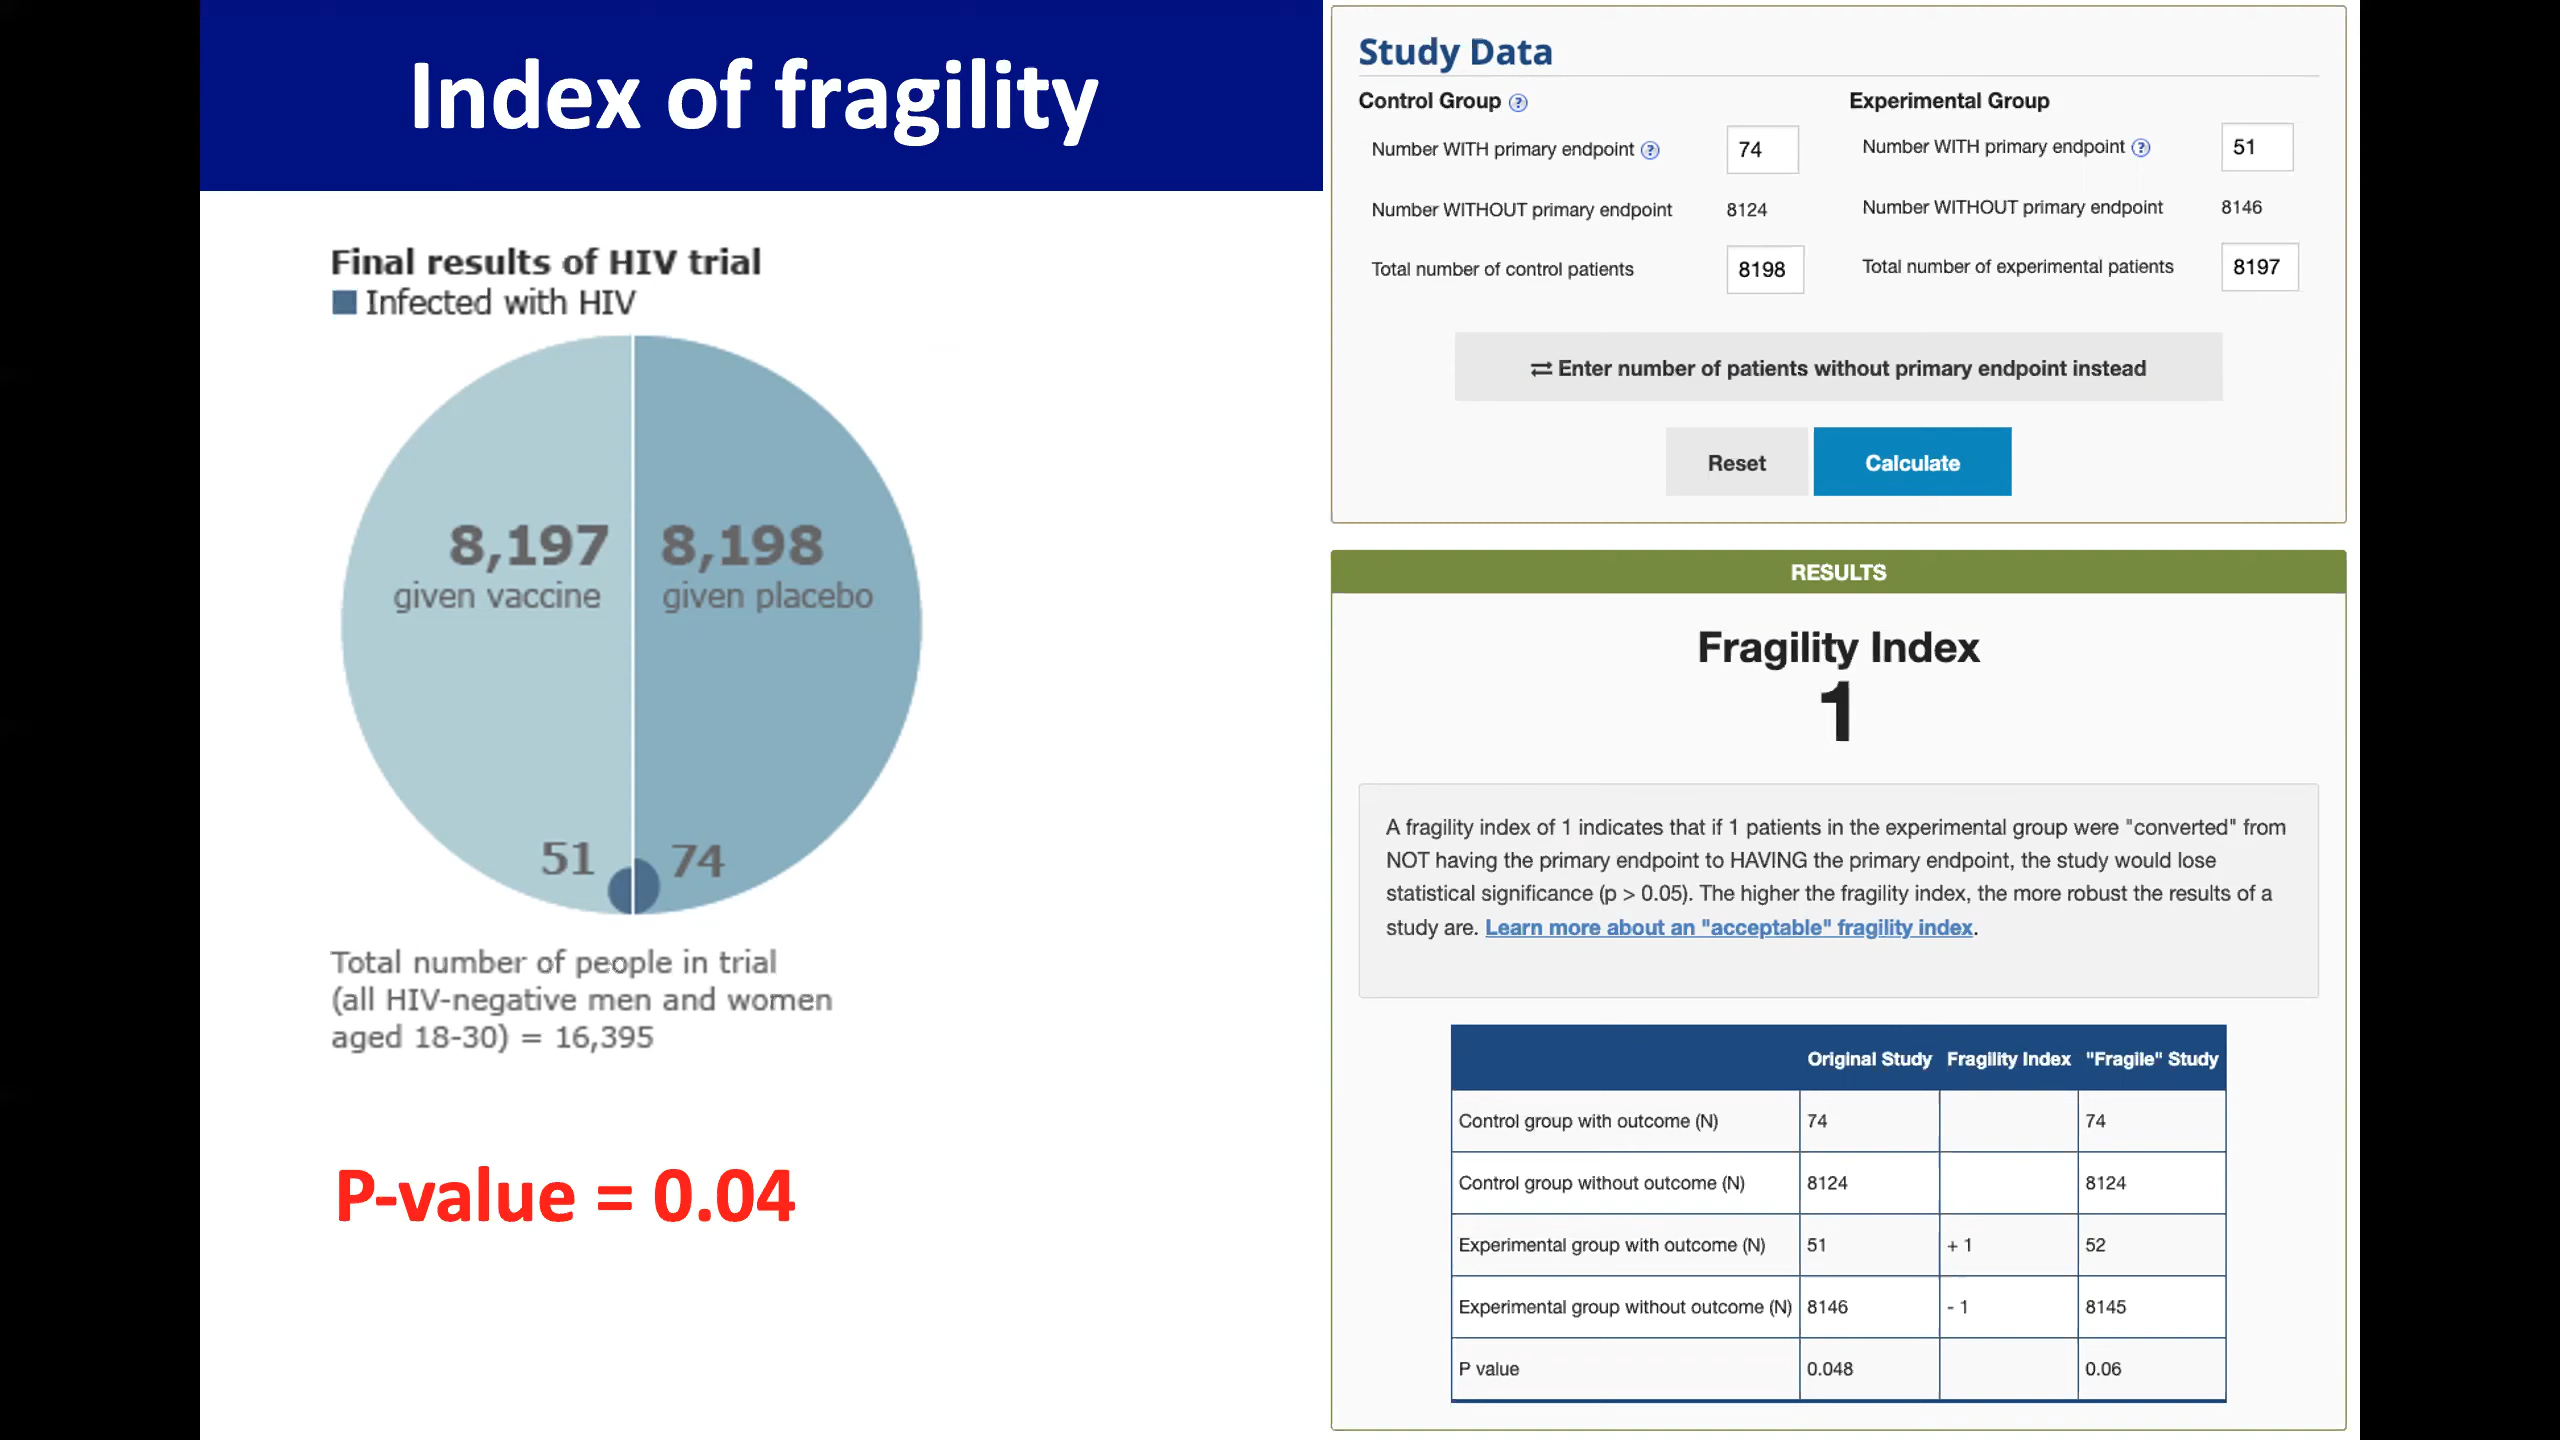 Index of fragility
Final results of HIV trial
Infected with HIV
8,197
given vaccine
8,198
given placebo
51
74
Total number of people in trial
(all HIV-negative men and women
aged 18-30) = 16,395
P-value = 0.04
Study Data
Control Group ?
Number WITH primary endpoint ? 74
Number WITHOUT primary endpoint 8124
Total number of control patients 8198
Experimental Group
Number WITH primary endpoint ? 51
Number WITHOUT primary endpoint 8146
Total number of experimental patients 8197
Enter number of patients without primary endpoint instead
Reset Calculate
RESULTS
Fragility Index
1
A fragility index of 1 indicates that if 1 patients in the experimental group were "converted" from
NOT having the primary endpoint to HAVING the primary endpoint, the study would lose
statistical significance (p > 0.05). The higher the fragility index, the more robust the results of a
study are. Learn more about an "acceptable" fragility index.
Original Study Fragility Index "Fragile" Study
Control group with outcome (N) 74 74
Control group without outcome (N) 8124 8124
Experimental group with outcome (N) 51 + 1 52
Experimental group without outcome (N) 8146 - 1 8145
P value 0.048 0.06